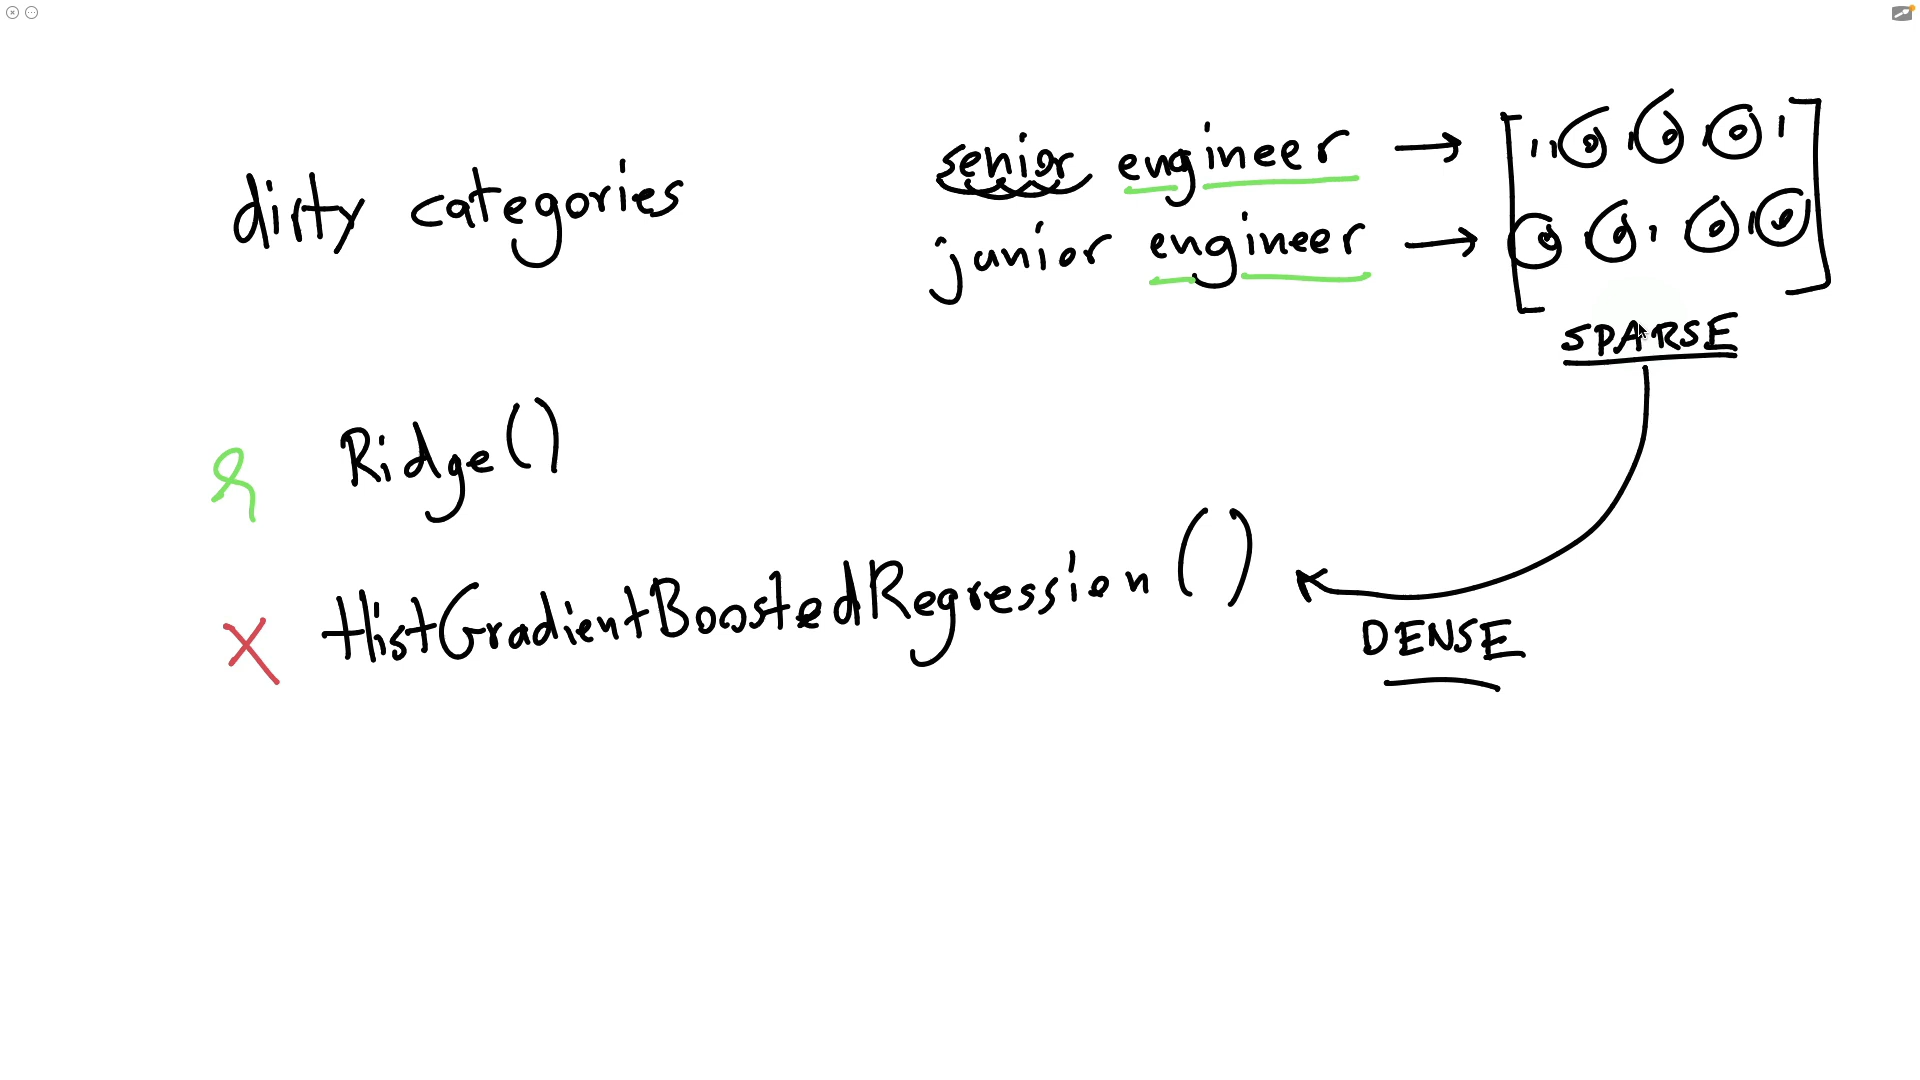 dirty categories
senior engineer →
junior engineer →
SPARSE
Ridge()
HistGradientBoostedRegression()
DENSE